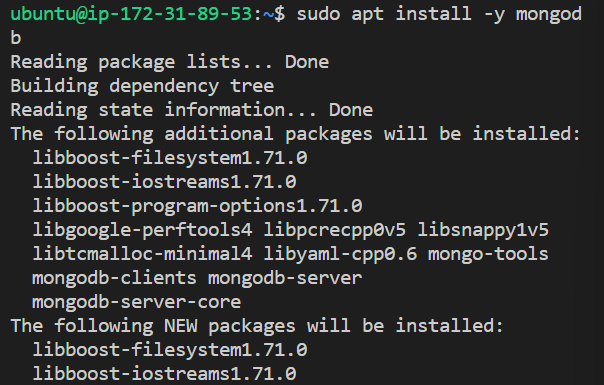 ubuntu@ip-172-31-89-53:~$ sudo apt install -y mongod
b
Reading package lists... Done
Building dependency tree
Reading state information... Done
The following additional packages will be installed:
  libboost-filesystem1.71.0
  libboost-iostreams1.71.0
  libboost-program-options1.71.0
  libgoogle-perftools4 libpcrecpp0v5 libsnappy1v5
  libtcmalloc-minimal4 libyaml-cpp0.6 mongo-tools
  mongodb-clients mongodb-server
  mongodb-server-core
The following NEW packages will be installed:
  libboost-filesystem1.71.0
  libboost-iostreams1.71.0